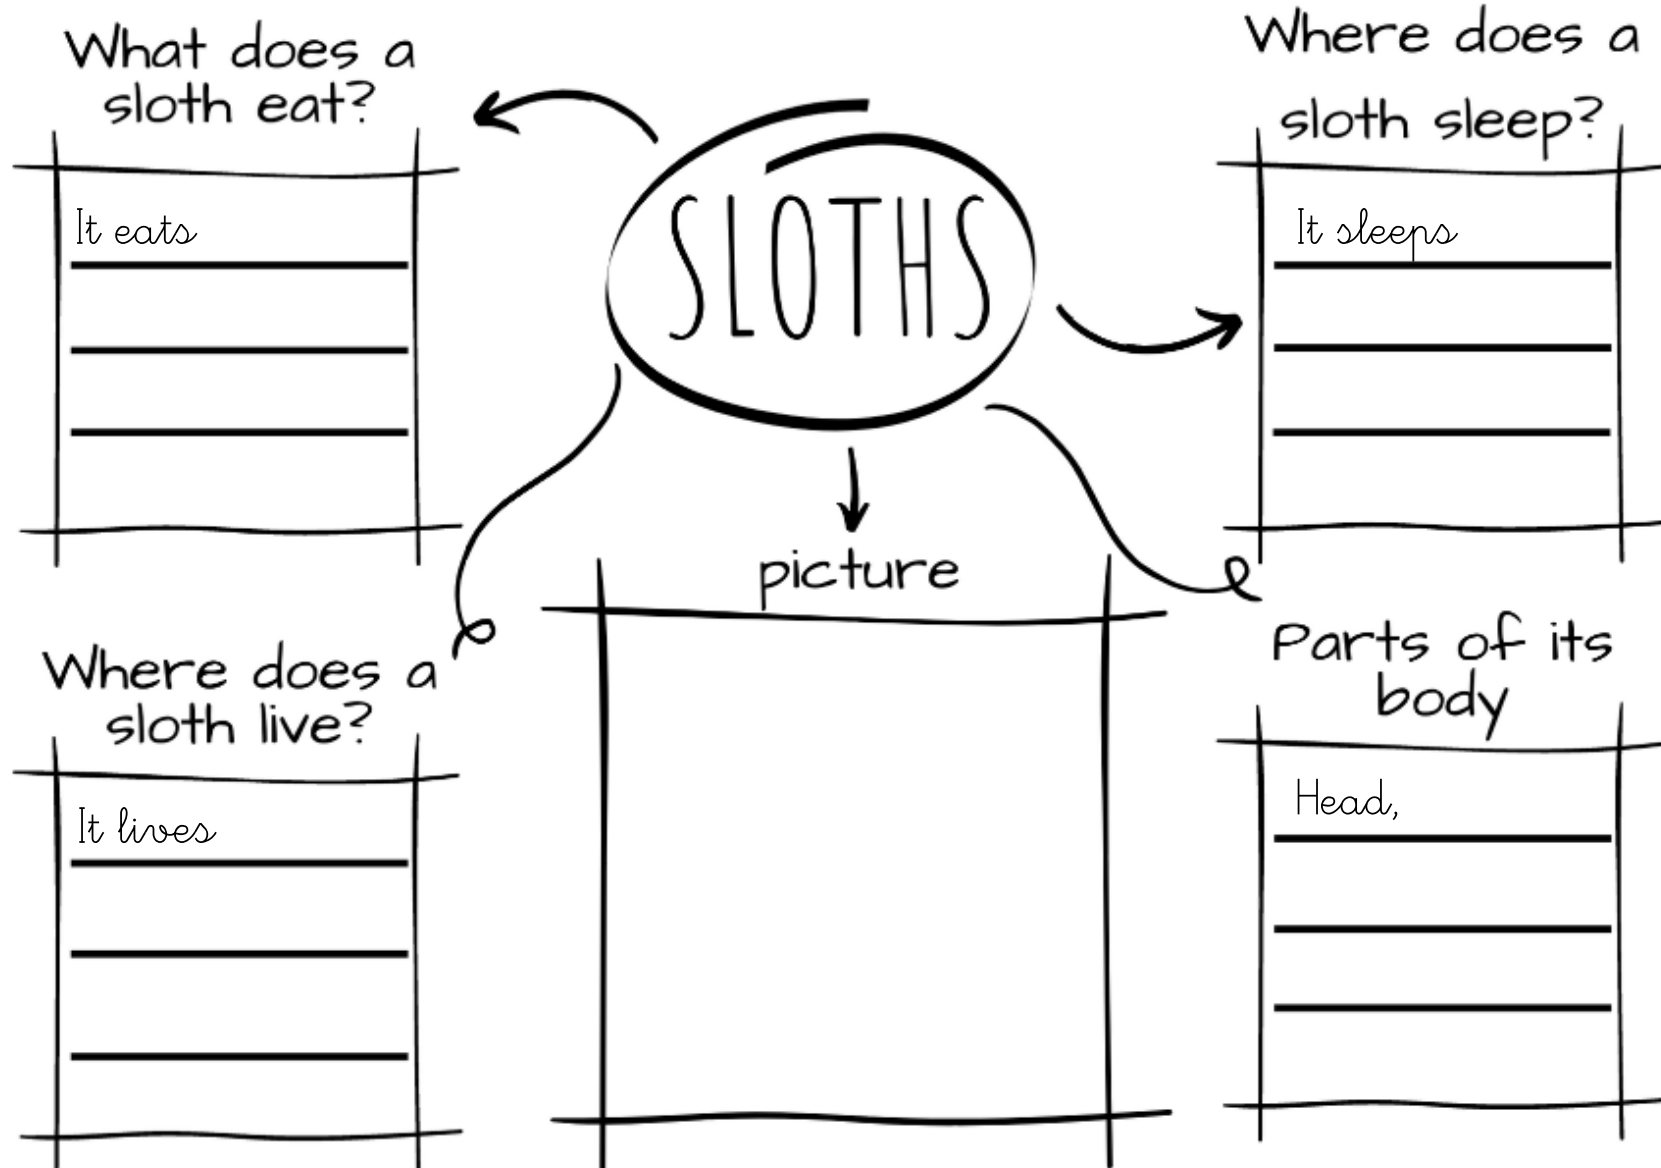 What does a
sloth eat?
It eats
SLOTHS
Where does a
sloth sleep?
It sleeps
Where does a
sloth live?
It lives
picture
Parts of its
body
Head,